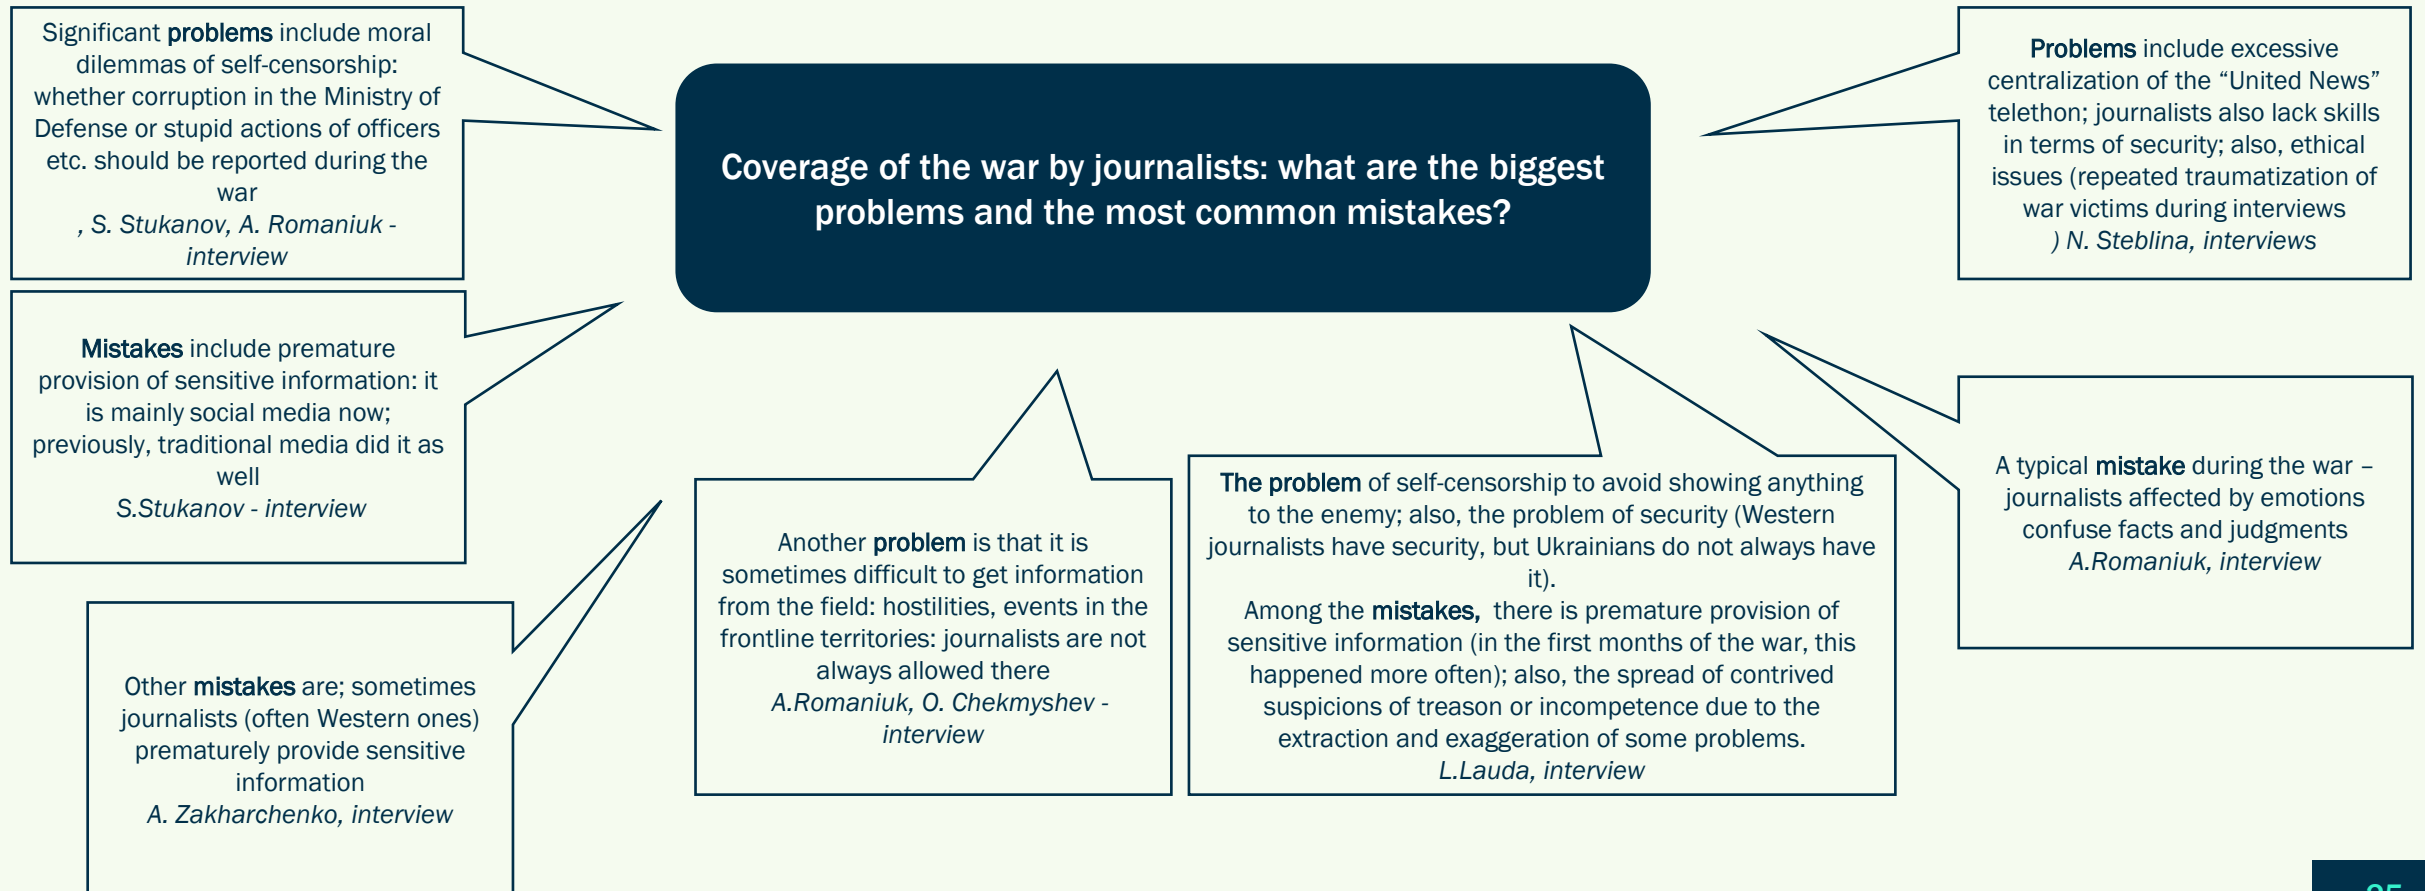 Significant problems include moral
dilemmas of self-censorship:
whether corruption in the Ministry of
Defense or stupid actions of officers
etc. should be reported during the
war
, S. Stukanov, A. Romaniuk -
interview
Coverage of the war by journalists: what are the biggest
problems and the most common mistakes?
Problems include excessive
centralization of the “United News”
telethon; journalists also lack skills
in terms of security; also, ethical
issues (repeated traumatization of
war victims during interviews
) N. Steblina, interviews
Mistakes include premature
provision of sensitive information: it
is mainly social media now;
previously, traditional media did it as
well
S.Stukanov - interview
Other mistakes are; sometimes
journalists (often Western ones)
prematurely provide sensitive
information
A. Zakharchenko, interview
Another problem is that it is
sometimes difficult to get information
from the field: hostilities, events in the
frontline territories: journalists are not
always allowed there
A.Romaniuk, O. Chekmyshev -
interview
The problem of self-censorship to avoid showing anything
to the enemy; also, the problem of security (Western
journalists have security, but Ukrainians do not always have
it).
Among the mistakes, there is premature provision of
sensitive information (in the first months of the war, this
happened more often); also, the spread of contrived
suspicions of treason or incompetence due to the
extraction and exaggeration of some problems.
L.Lauda, interview
A typical mistake during the war –
journalists affected by emotions
confuse facts and judgments
A.Romaniuk, interview